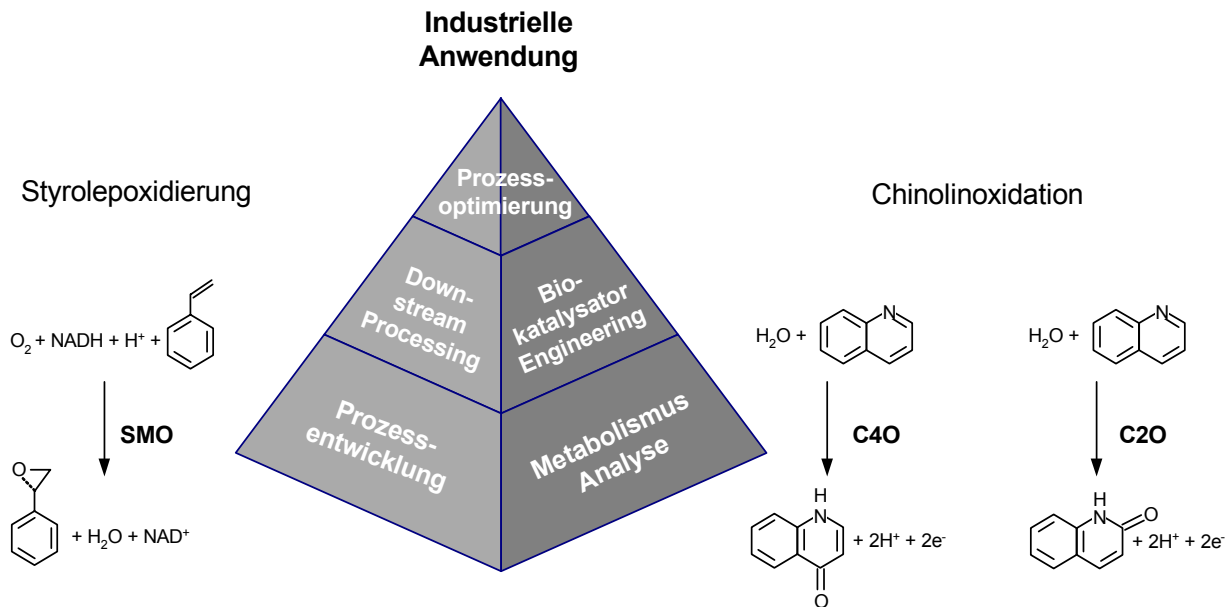 Industrielle
Anwendung
Styrolepoxidierung
Chinolinoxidation
Prozess-
optimierung
Down-
stream
Processing
Bio-
katalysator
Engineering
Prozess-
entwicklung
Metabolismus
Analyse
O₂ + NADH + H⁺ +
SMO
O
+ H₂O + NAD⁺
H₂O +
N
C4O
H
N
O
+ 2H⁺ + 2e⁻
H₂O +
N
C2O
H
N
O
+ 2H⁺ + 2e⁻